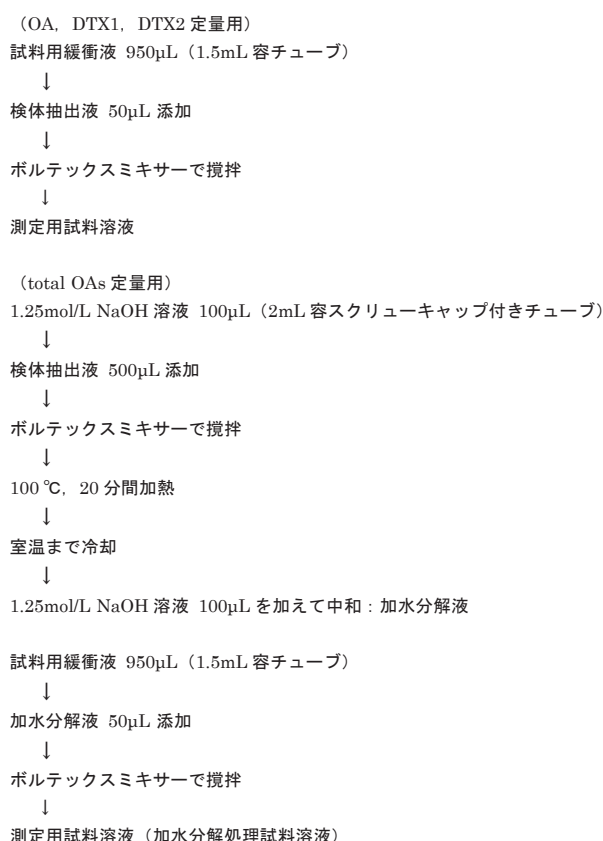 （OA，DTX1，DTX2 定量用）
試料用緩衝液 950μL（1.5mL 容チューブ）
↓
検体抽出液 50μL 添加
↓
ボルテックスミキサーで撹拌
↓
測定用試料溶液
（total OAs 定量用）
1.25mol/L NaOH 溶液 100μL（2mL 容スクリューキャップ付きチューブ）
↓
検体抽出液 500μL 添加
↓
ボルテックスミキサーで撹拌
↓
100 ℃，20 分間加熱
↓
室温まで冷却
↓
1.25mol/L NaOH 溶液 100μL を加えて中和：加水分解液
試料用緩衝液 950μL（1.5mL 容チューブ）
↓
加水分解液 50μL 添加
↓
ボルテックスミキサーで撹拌
↓
測定用試料溶液（加水分解処理試料溶液）